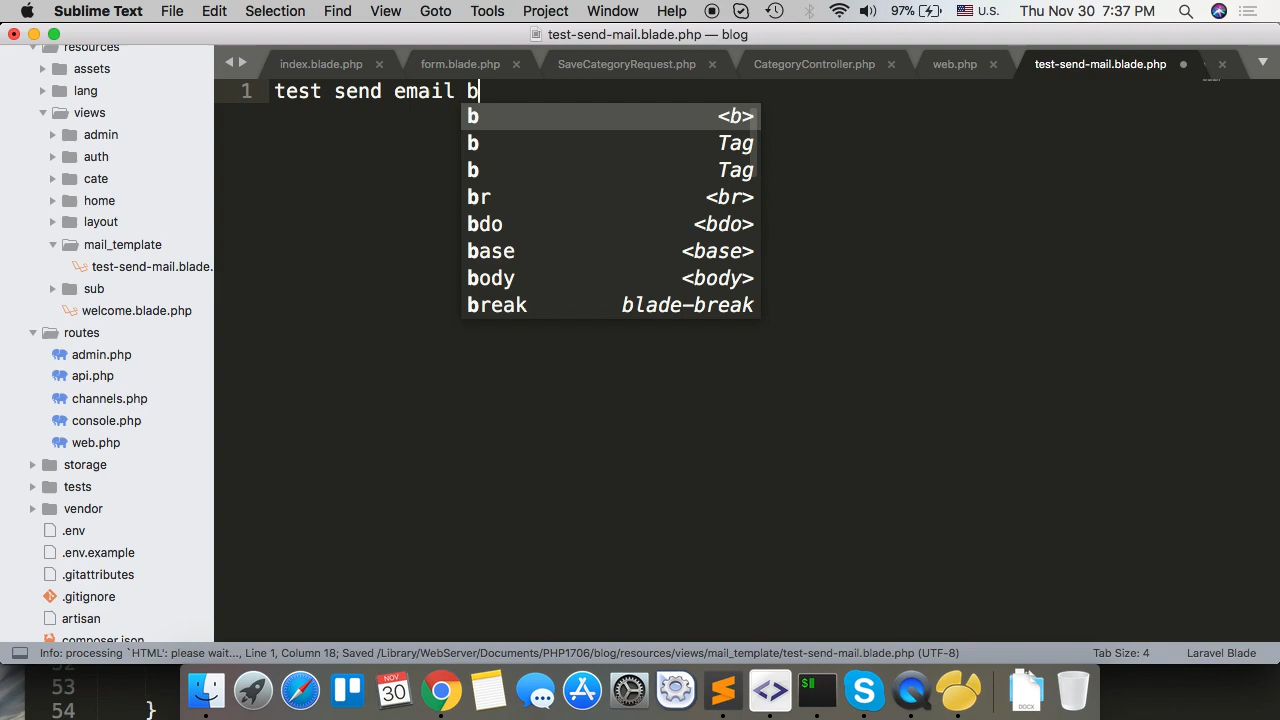 Sublime Text File Edit Selection Find View Goto Tools Project Window Help 97% U.S. Thu Nov 30 7:37 PM
test-send-mail.blade.php — blog
resources
assets
lang
views
admin
auth
cate
home
layout
mail_template
test-send-mail.blade.
sub
welcome.blade.php
routes
admin.php
api.php
channels.php
console.php
web.php
storage
tests
vendor
.env
.env.example
.gitattributes
.gitignore
artisan
composer.json
index.blade.php form.blade.php SaveCategoryRequest.php CategoryController.php web.php test-send-mail.blade.php
1 test send email b
b <b>
b Tag
b Tag
br <br>
bdo <bdo>
base <base>
body <body>
break blade-break
Info: processing `HTML': please wait..., Line 1, Column 18; Saved /Library/WebServer/Documents/PHP1706/blog/resources/views/mail_template/test-send-mail.blade.php (UTF-8) Tab Size: 4 Laravel Blade
53
54 }
NOV
30
$
DOCX